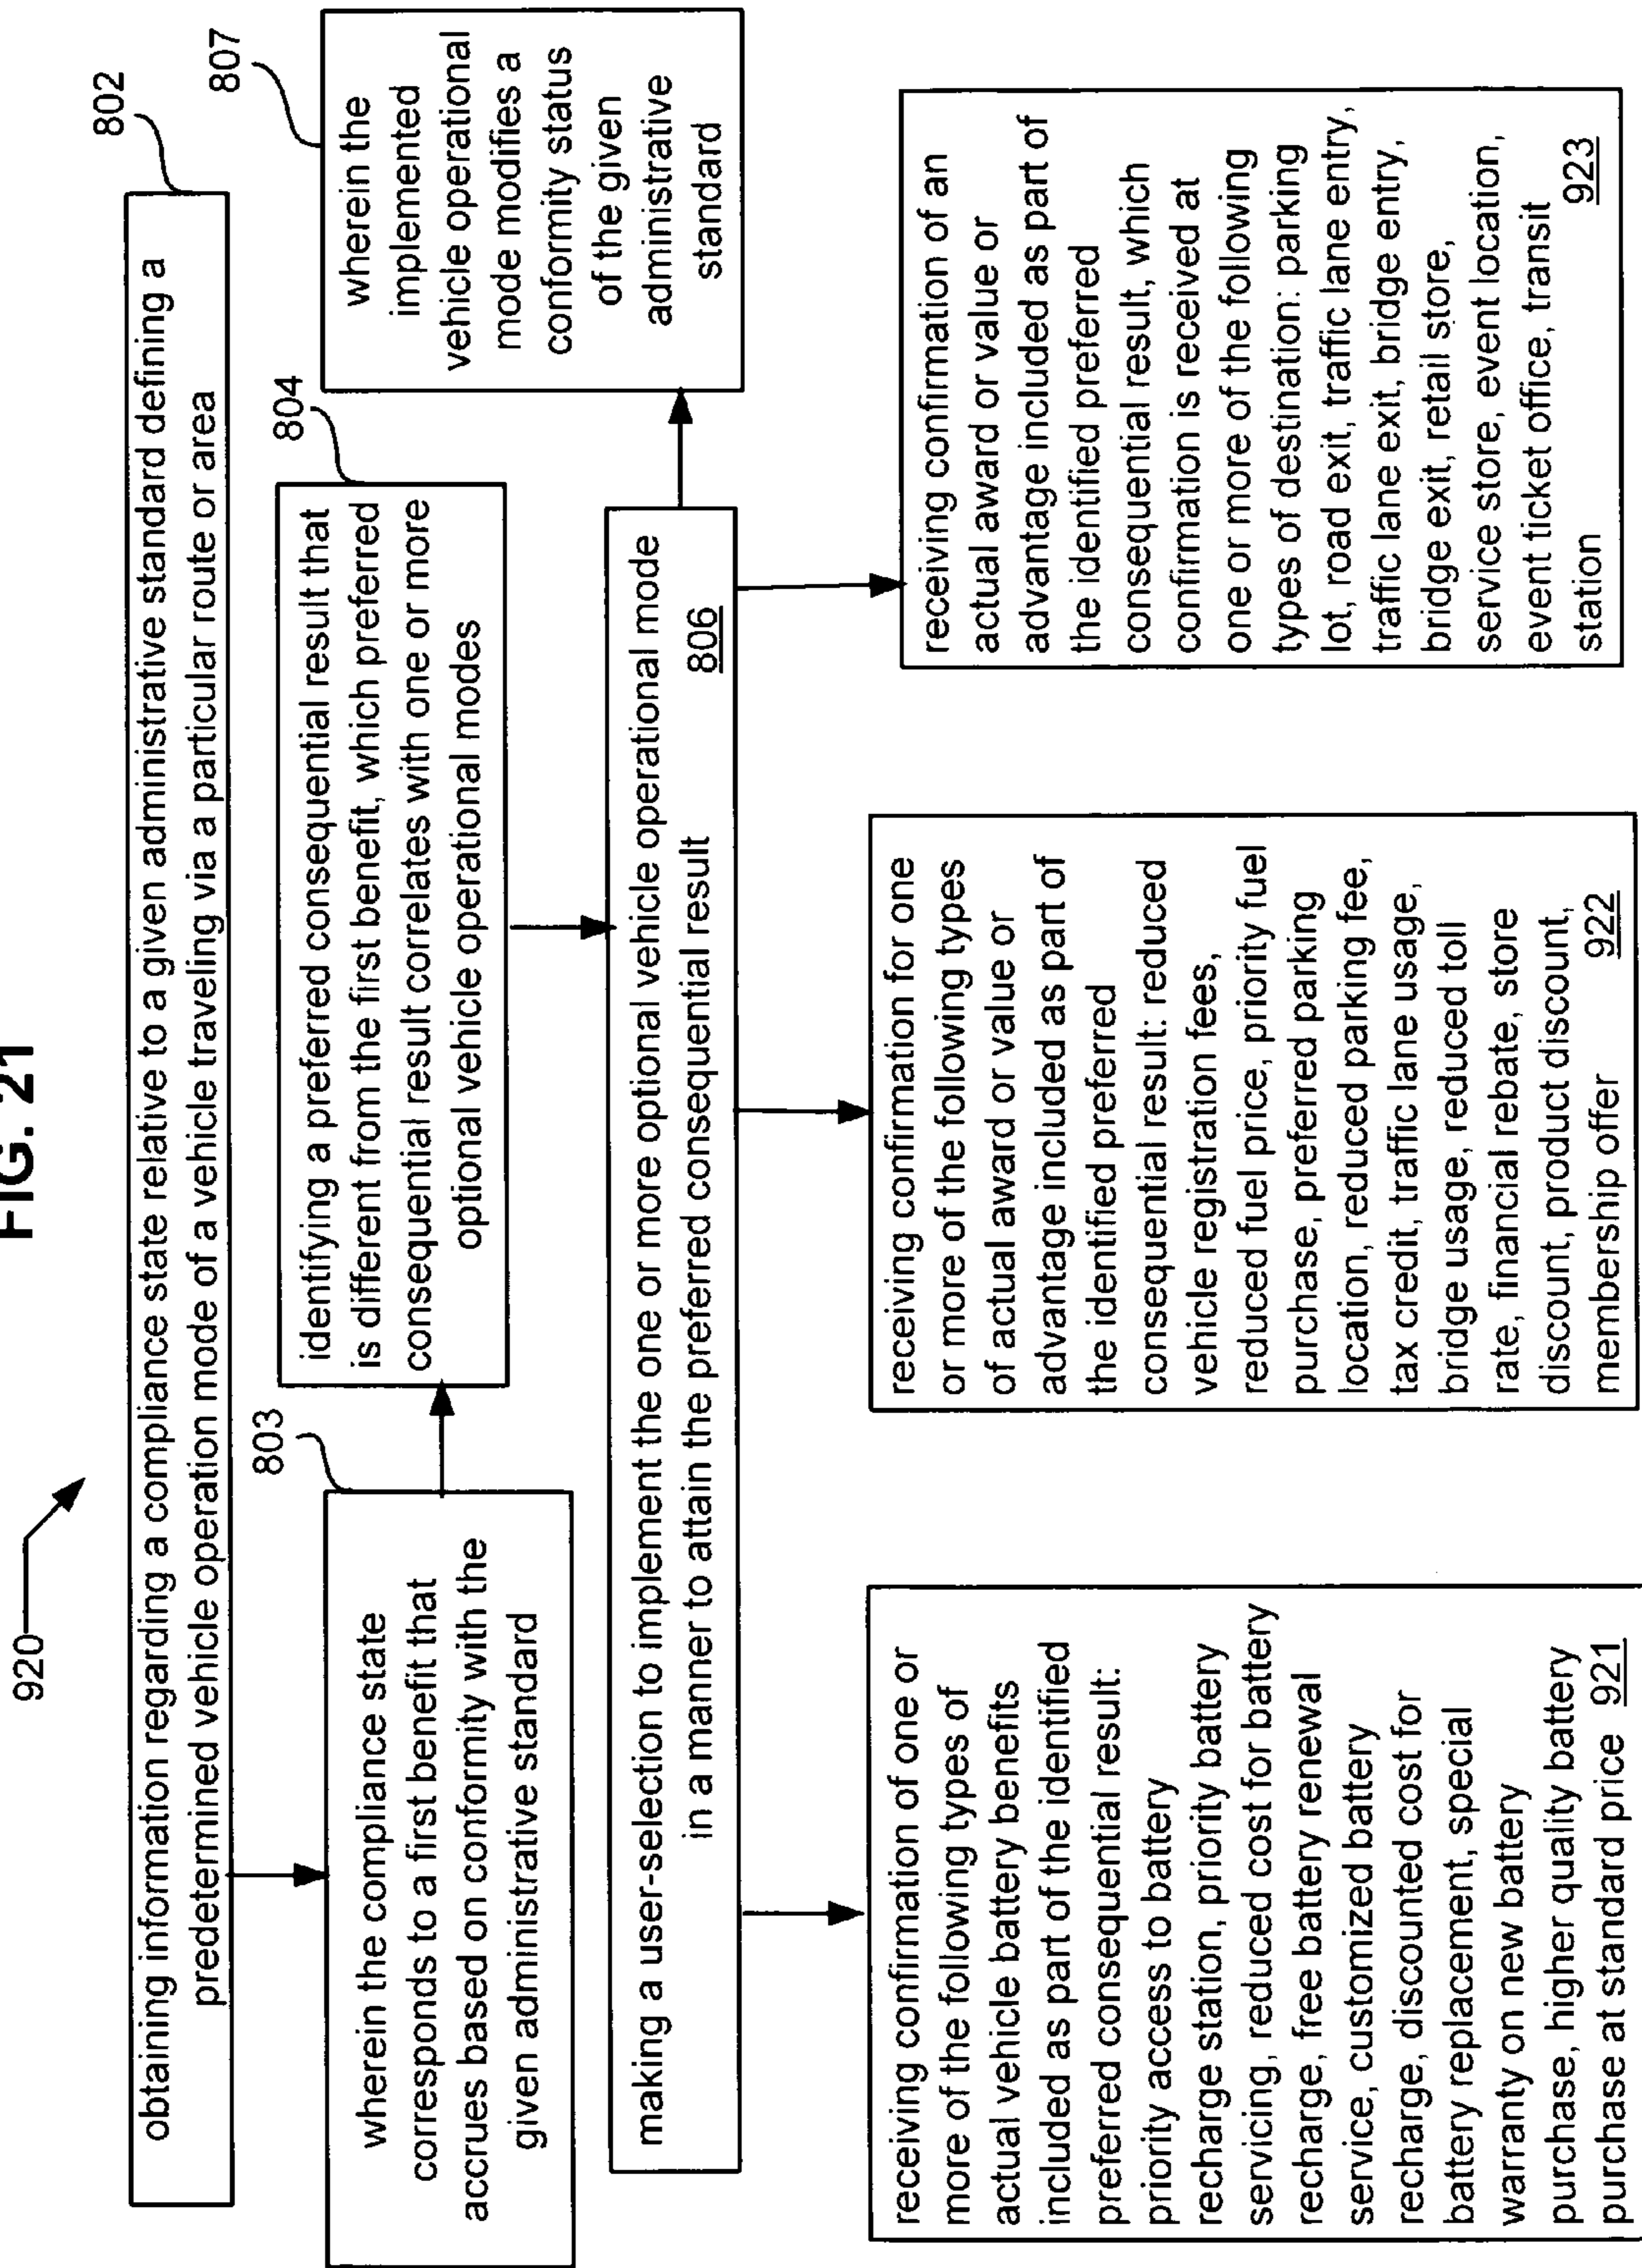 FIG. 21
920
obtaining information regarding a compliance state relative to a given administrative standard defining a
predetermined vehicle operation mode of a vehicle traveling via a particular route or area
802
803
wherein the compliance state
corresponds to a first benefit that
accrues based on conformity with the
given administrative standard
804
identifying a preferred consequential result that
is different from the first benefit, which preferred
consequential result correlates with one or more
optional vehicle operational modes
807
wherein the
implemented
vehicle operational
mode modifies a
conformity status
of the given
administrative
standard
making a user-selection to implement the one or more optional vehicle operational mode
in a manner to attain the preferred consequential result 806
receiving confirmation of one or
more of the following types of
actual vehicle battery benefits
included as part of the identified
preferred consequential result:
priority access to battery
recharge station, priority battery
servicing, reduced cost for battery
recharge, free battery renewal
service, customized battery
recharge, discounted cost for
battery replacement, special
warranty on new battery
purchase, higher quality battery
purchase at standard price 921
receiving confirmation for one
or more of the following types
of actual award or value or
advantage included as part of
the identified preferred
consequential result: reduced
vehicle registration fees,
reduced fuel price, priority fuel
purchase, preferred parking
location, reduced parking fee,
tax credit, traffic lane usage,
bridge usage, reduced toll
rate, financial rebate, store
discount, product discount,
membership offer 922
receiving confirmation of an
actual award or value or
advantage included as part of
the identified preferred
consequential result, which
confirmation is received at
one or more of the following
types of destination: parking
lot, road exit, traffic lane entry,
traffic lane exit, bridge entry,
bridge exit, retail store,
service store, event location,
event ticket office, transit
station 923